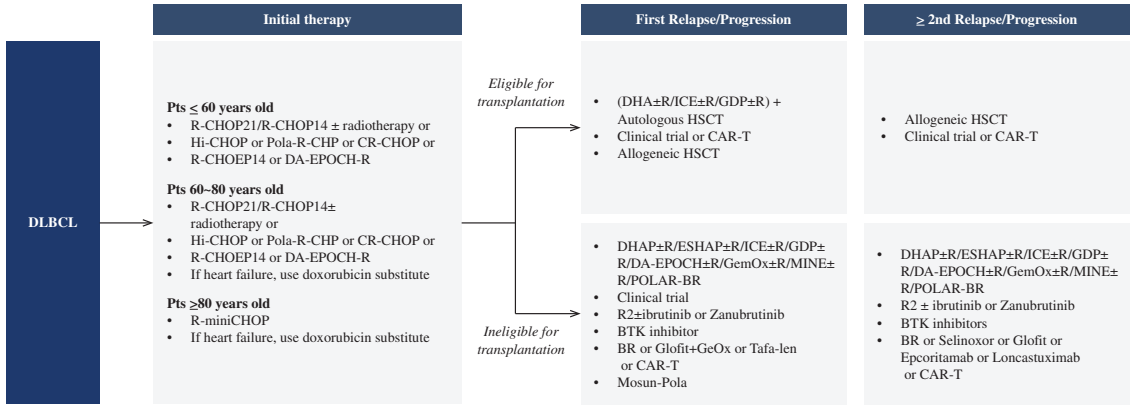 Initial therapy
First Relapse/Progression
≥ 2nd Relapse/Progression
DLBCL
Pts ≤ 60 years old
• R-CHOP21/R-CHOP14 ± radiotherapy or
• Hi-CHOP or Pola-R-CHP or CR-CHOP or
• R-CHOEP14 or DA-EPOCH-R
Pts 60~80 years old
• R-CHOP21/R-CHOP14±
radiotherapy or
• Hi-CHOP or Pola-R-CHP or CR-CHOP or
• R-CHOEP14 or DA-EPOCH-R
• If heart failure, use doxorubicin substitute
Pts ≥80 years old
• R-miniCHOP
• If heart failure, use doxorubicin substitute
Eligible for
transplantation
• (DHA±R/ICE±R/GDP±R) +
Autologous HSCT
• Clinical trial or CAR-T
• Allogeneic HSCT
• Allogeneic HSCT
• Clinical trial or CAR-T
Ineligible for
transplantation
• DHAP±R/ESHAP±R/ICE±R/GDP±
R/DA-EPOCH±R/GemOx±R/MINE±
R/POLAR-BR
• Clinical trial
• R2±ibrutinib or Zanubrutinib
• BTK inhibitor
• BR or Glofit+GeOx or Tafa-len
or CAR-T
• Mosun-Pola
• DHAP±R/ESHAP±R/ICE±R/GDP±
R/DA-EPOCH±R/GemOx±R/MINE±
R/POLAR-BR
• R2 ± ibrutinib or Zanubrutinib
• BTK inhibitors
• BR or Selinoxor or Glofit or
Epcoritamab or Loncastuximab
or CAR-T